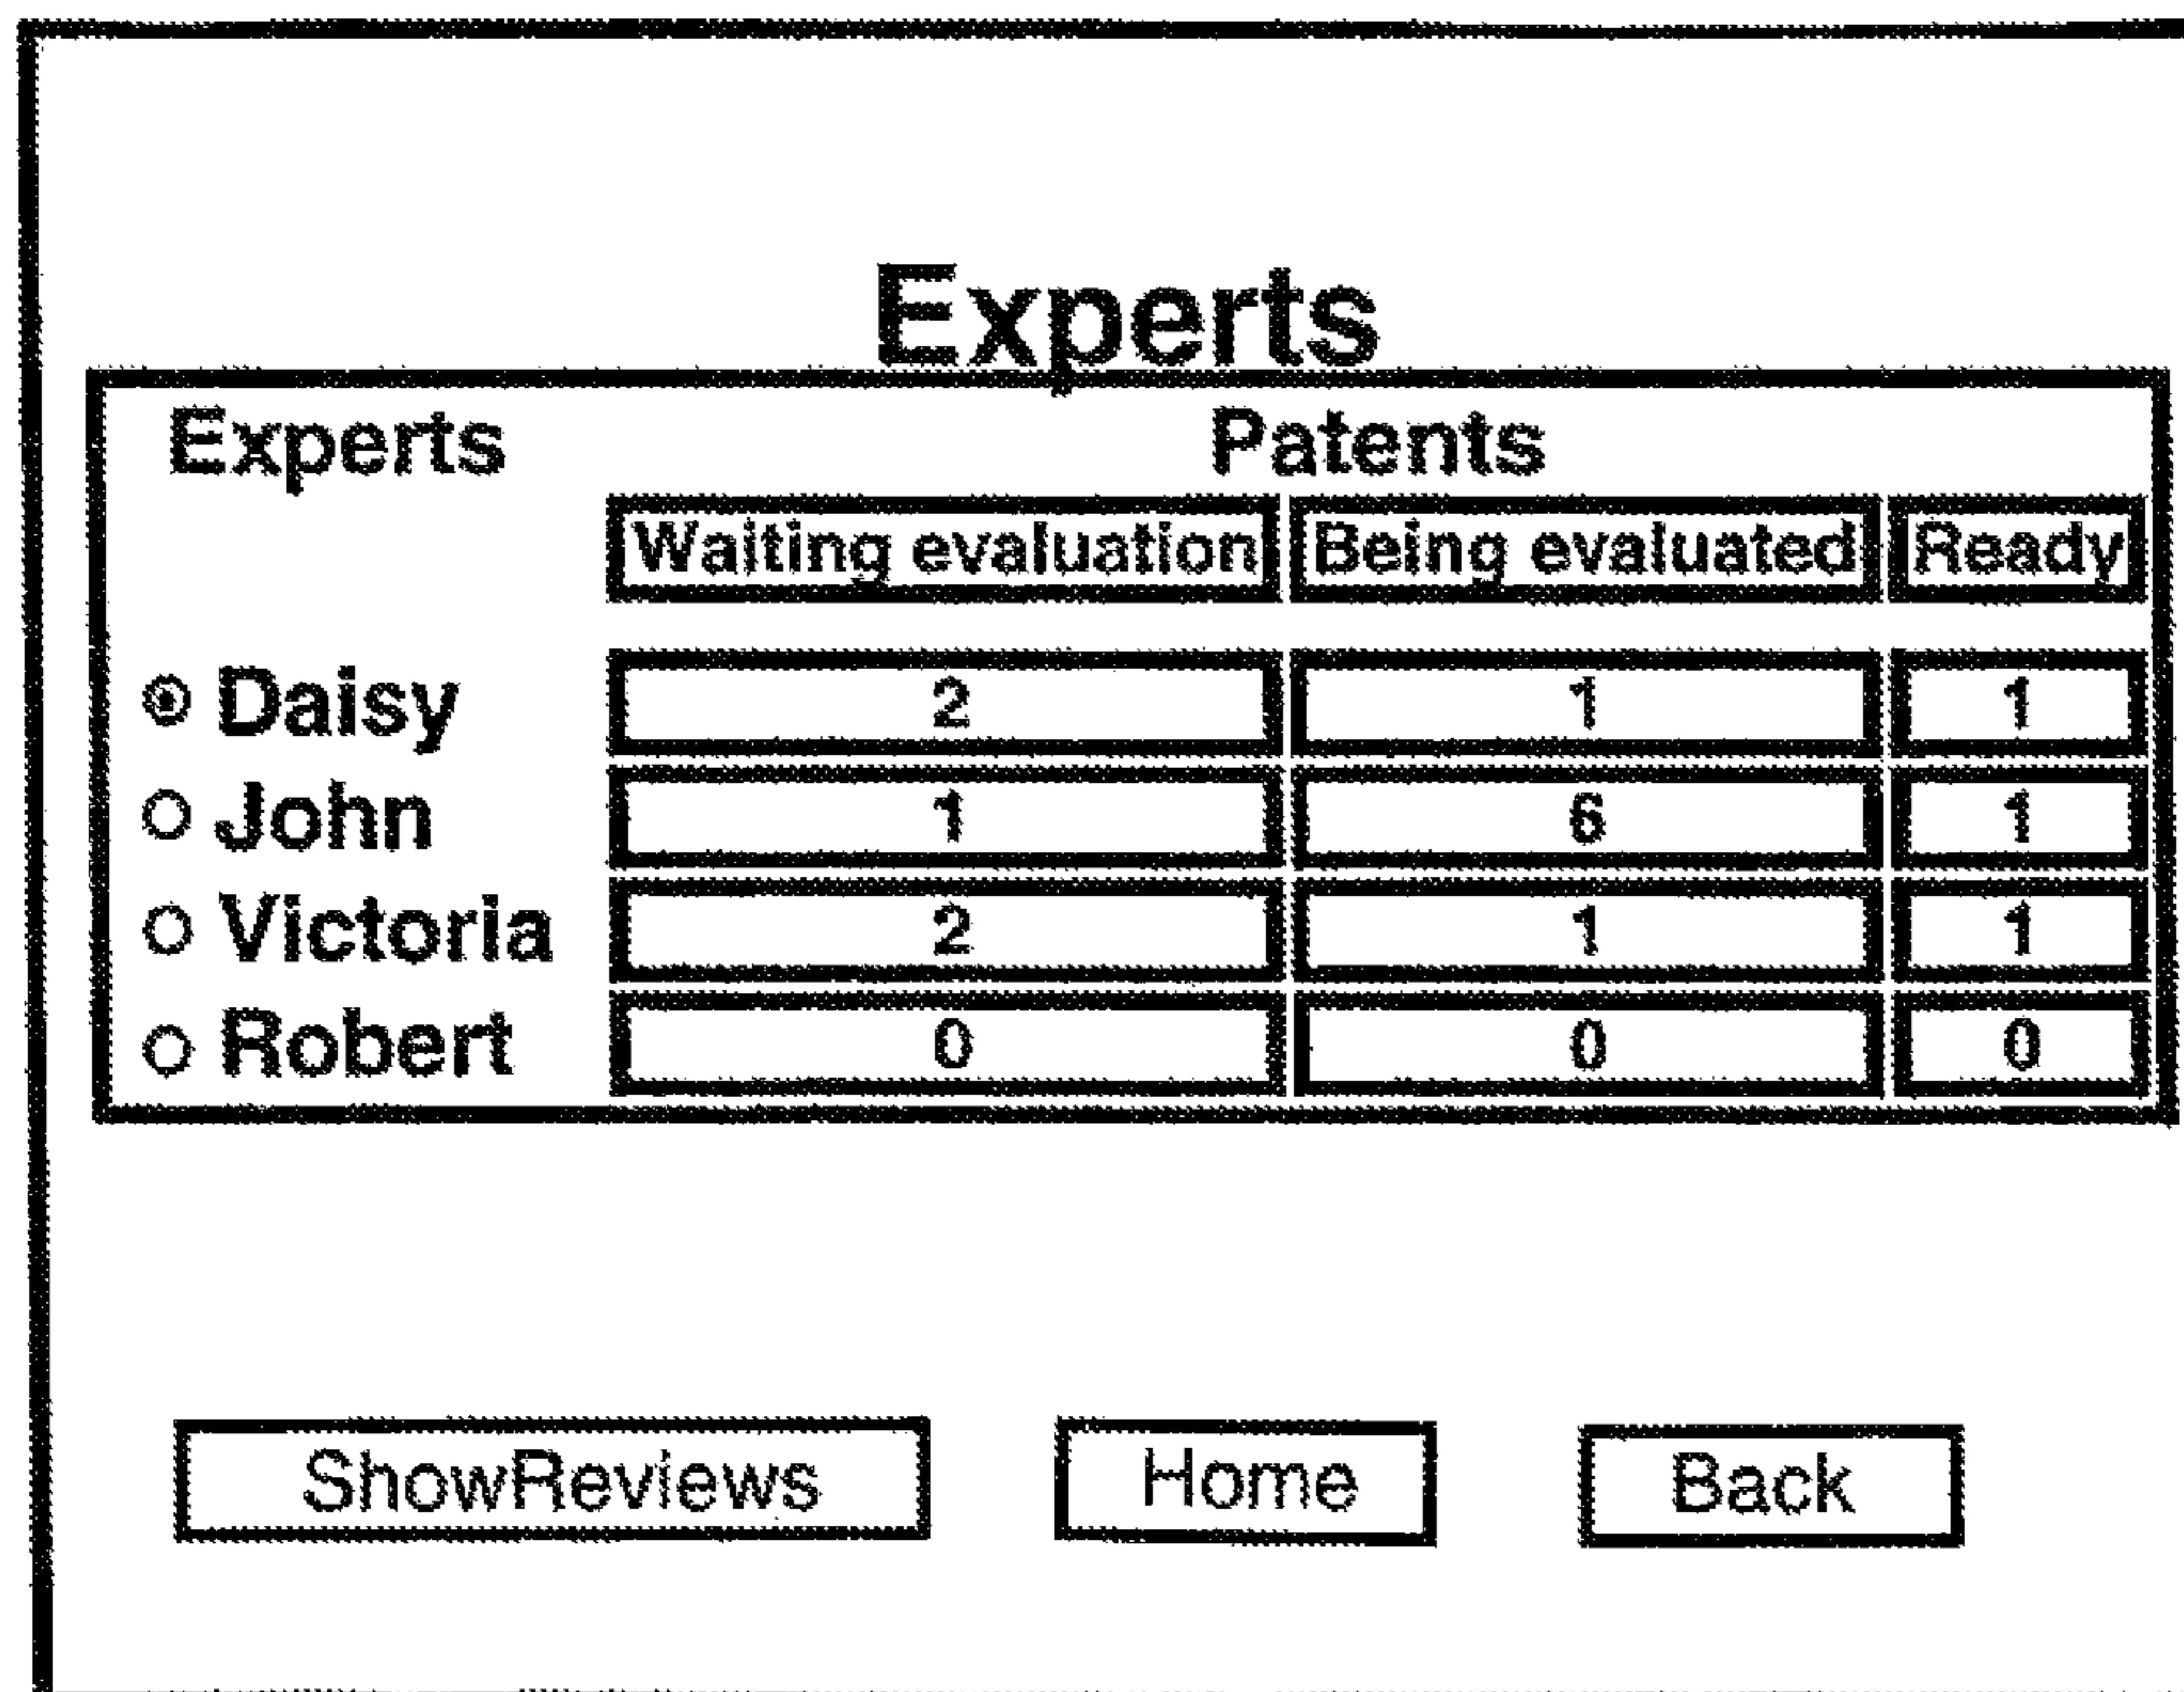 Experts
Experts Patents
Waiting evaluation Being evaluated Ready
Daisy 2 1 1
John 1 6 1
Victoria 2 1 1
Robert 0 0 0
ShowReviews Home Back